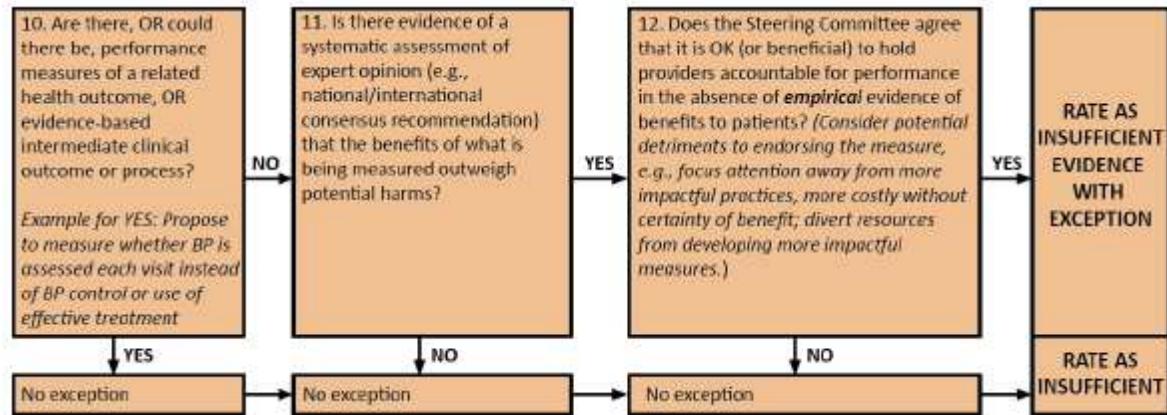 10. Are there, OR could
there be, performance
measures of a related
health outcome, OR
evidence-based
intermediate clinical
outcome or process?
Example for YES: Propose
to measure whether BP is
assessed each visit instead
of BP control or use of
effective treatment
NO
11. Is there evidence of a
systematic assessment of
expert opinion (e.g.,
national/international
consensus recommendation)
that the benefits of what is
being measured outweigh
potential harms?
YES
12. Does the Steering Committee agree
that it is OK (or beneficial) to hold
providers accountable for performance
in the absence of empirical evidence of
benefits to patients? (Consider potential
detriments to endorsing the measure,
e.g., focus attention away from more
impactful practices, more costly without
certainty of benefit; divert resources
from developing more impactful
measures.)
YES
RATE AS
INSUFFICIENT
EVIDENCE
WITH
EXCEPTION
YES
NO
NO
No exception
No exception
No exception
RATE AS
INSUFFICIENT